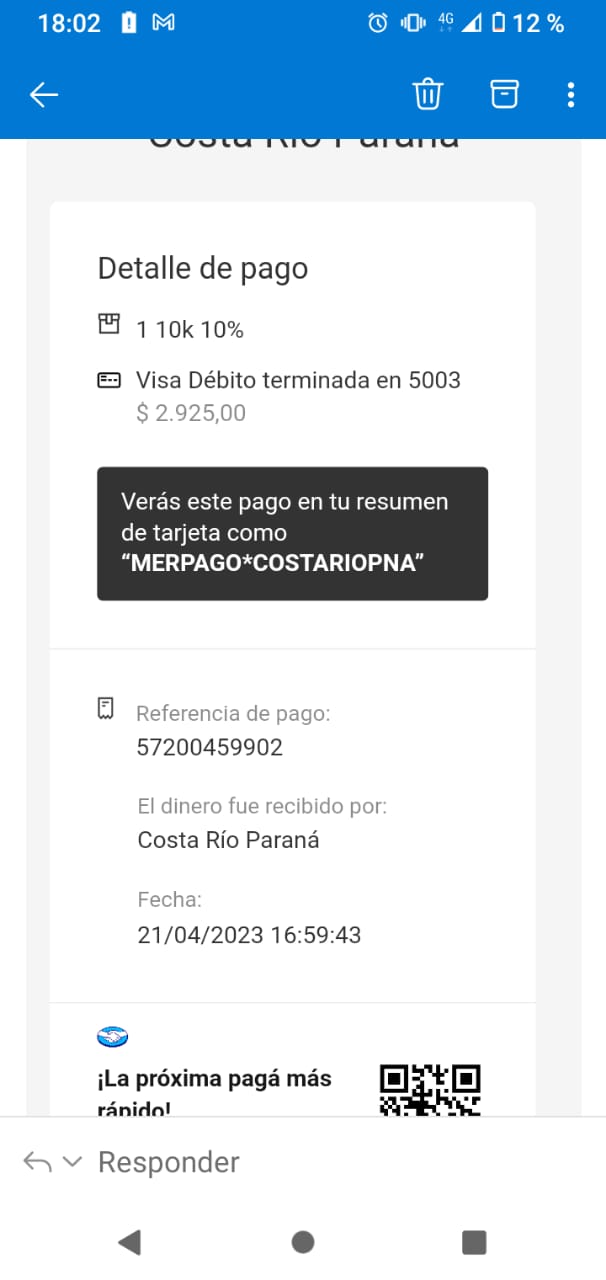 18:02
4G
12 %
Costa Río Paraná
Detalle de pago
1 10k 10%
Visa Débito terminada en 5003
$ 2.925,00
Verás este pago en tu resumen
de tarjeta como
“MERPAGO*COSTARIOPNA”
Referencia de pago:
57200459902
El dinero fue recibido por:
Costa Río Paraná
Fecha:
21/04/2023 16:59:43
¡La próxima pagá más
rápido!
Responder